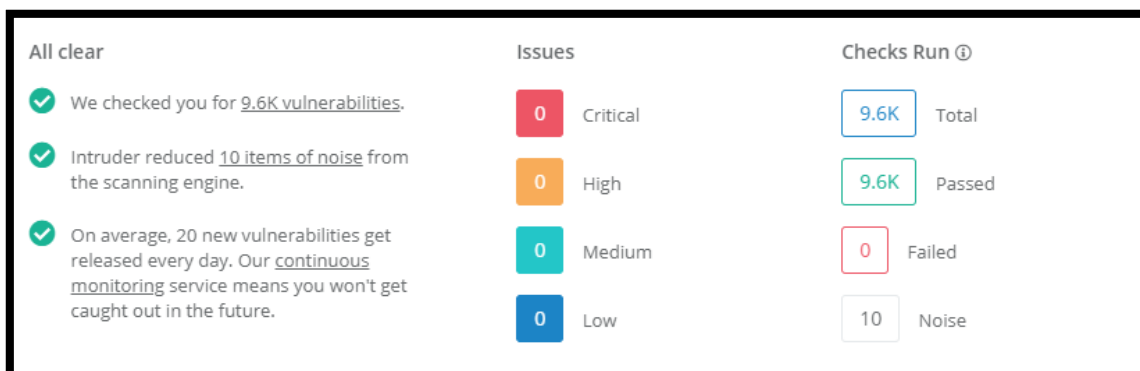 All clear
We checked you for 9.6K vulnerabilities.
Intruder reduced 10 items of noise from
the scanning engine.
On average, 20 new vulnerabilities get
released every day. Our continuous
monitoring service means you won't get
caught out in the future.
Issues
0 Critical
0 High
0 Medium
0 Low
Checks Run
9.6K Total
9.6K Passed
0 Failed
10 Noise